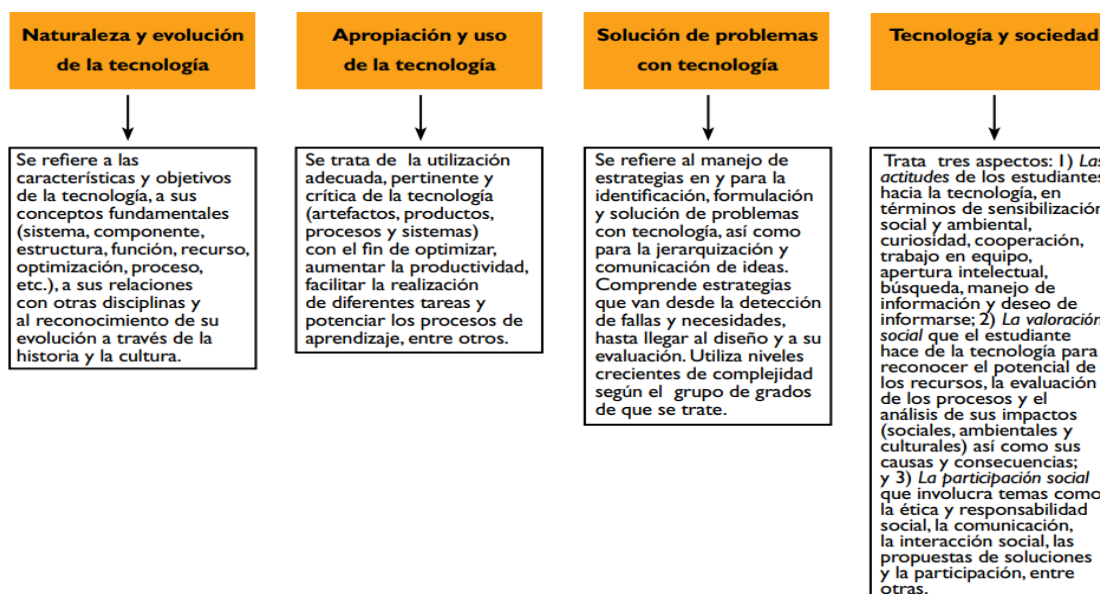 Naturaleza y evolución
de la tecnología
Se refiere a las
características y objetivos
de la tecnología, a sus
conceptos fundamentales
(sistema, componente,
estructura, función, recurso,
optimización, proceso,
etc.), a sus relaciones
con otras disciplinas y
al reconocimiento de su
evolución a través de la
historia y la cultura.
Apropiación y uso
de la tecnología
Se trata de la utilización
adecuada, pertinente y
crítica de la tecnología
(artefactos, productos,
procesos y sistemas)
con el fin de optimizar,
aumentar la productividad,
facilitar la realización
de diferentes tareas y
potenciar los procesos de
aprendizaje, entre otros.
Solución de problemas
con tecnología
Se refiere al manejo de
estrategias en y para la
identificación, formulación
y solución de problemas
con tecnología, así como
para la jerarquización y
comunicación de ideas.
Comprende estrategias
que van desde la detección
de fallas y necesidades,
hasta llegar al diseño y a su
evaluación. Utiliza niveles
crecientes de complejidad
según el grupo de grados
de que se trate.
Tecnología y sociedad
Trata tres aspectos: 1) Las
actitudes de los estudiantes
hacia la tecnología, en
términos de sensibilización
social y ambiental,
curiosidad, cooperación,
trabajo en equipo,
apertura intelectual,
búsqueda, manejo de
información y deseo de
informarse; 2) La valoración
social que el estudiante
hace de la tecnología para
reconocer el potencial de
los recursos, la evaluación
de los procesos y el
análisis de sus impactos
(sociales, ambientales y
culturales) así como sus
causas y consecuencias;
y 3) La participación social
que involucra temas como
la ética y responsabilidad
social, la comunicación,
la interacción social, las
propuestas de soluciones
y la participación, entre
otras.